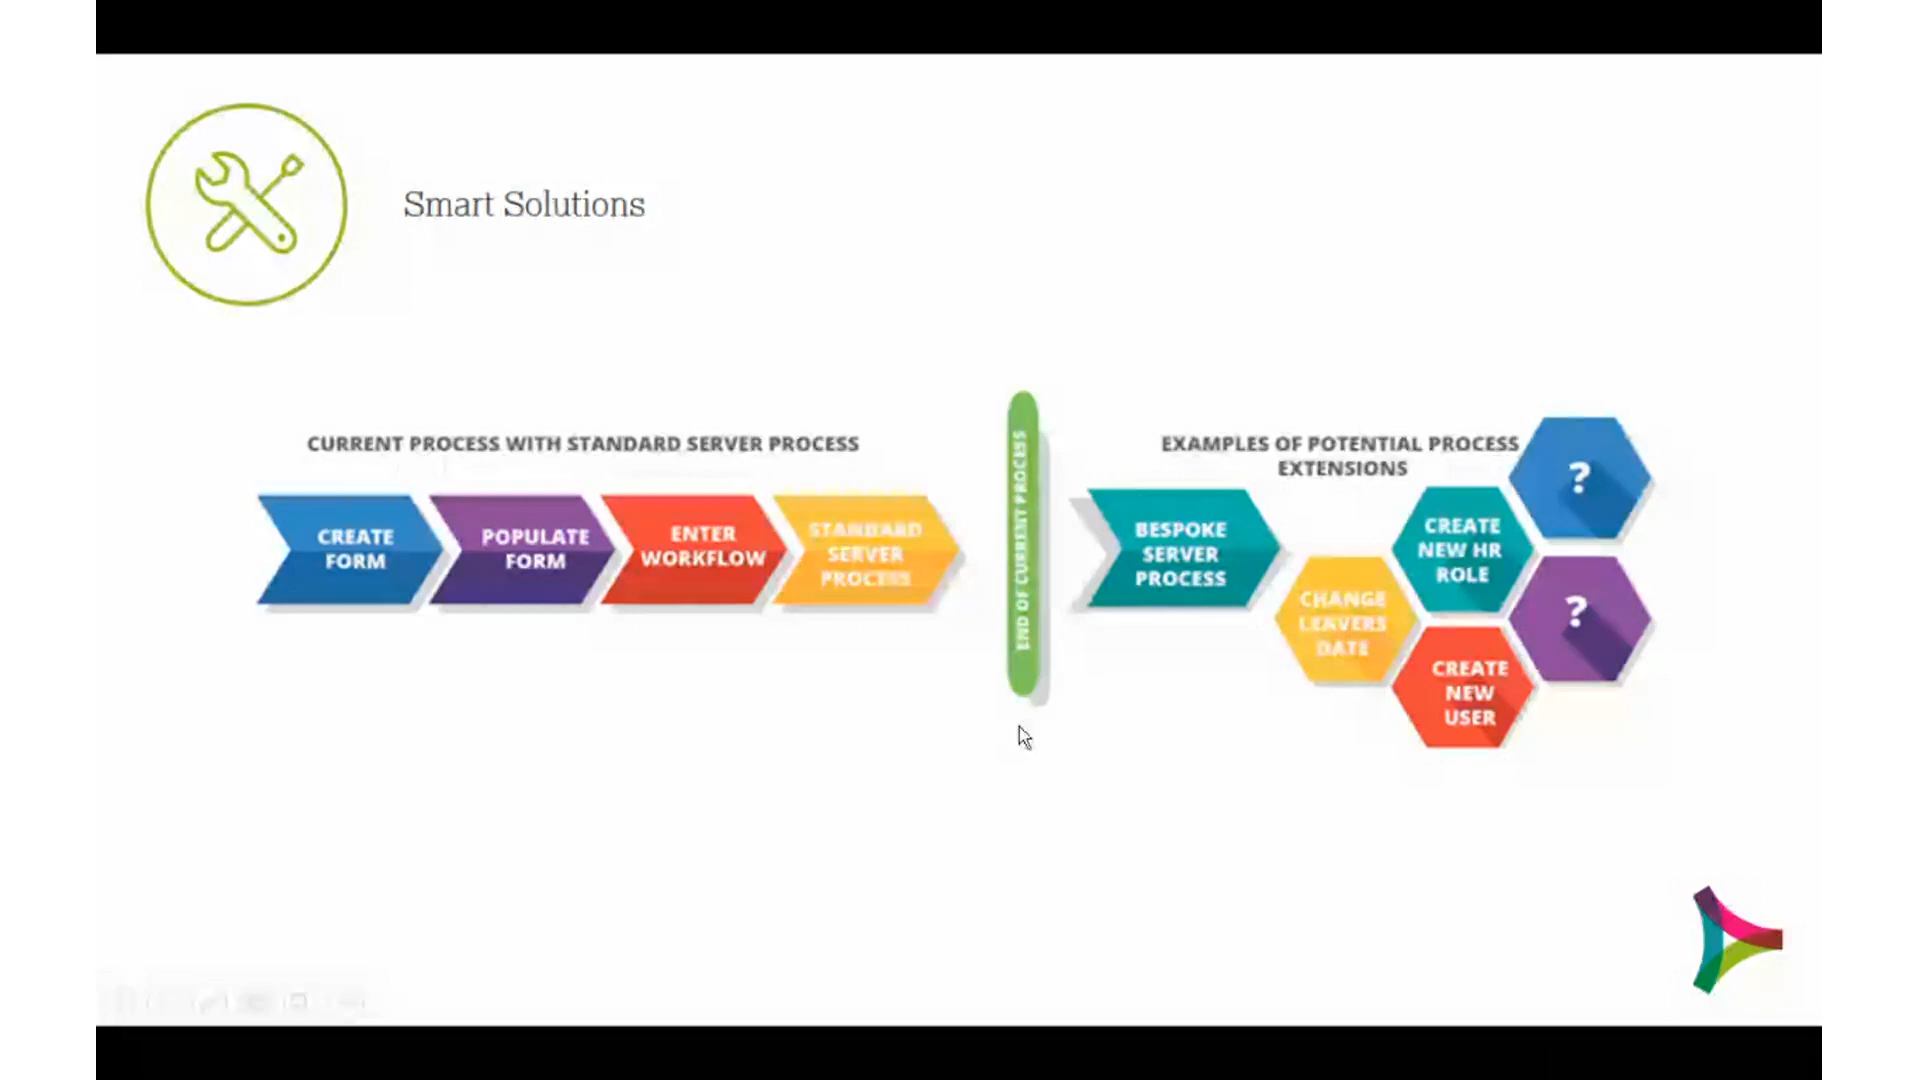 Smart Solutions
CURRENT PROCESS WITH STANDARD SERVER PROCESS
CREATE
FORM
POPULATE
FORM
ENTER
WORKFLOW
STANDARD
SERVER
PROCESS
END OF CURRENT PROCESS
EXAMPLES OF POTENTIAL PROCESS
EXTENSIONS
BESPOKE
SERVER
PROCESS
CHANGE
LEAVERS
DATE
CREATE
NEW HR
ROLE
CREATE
NEW
USER
?
?